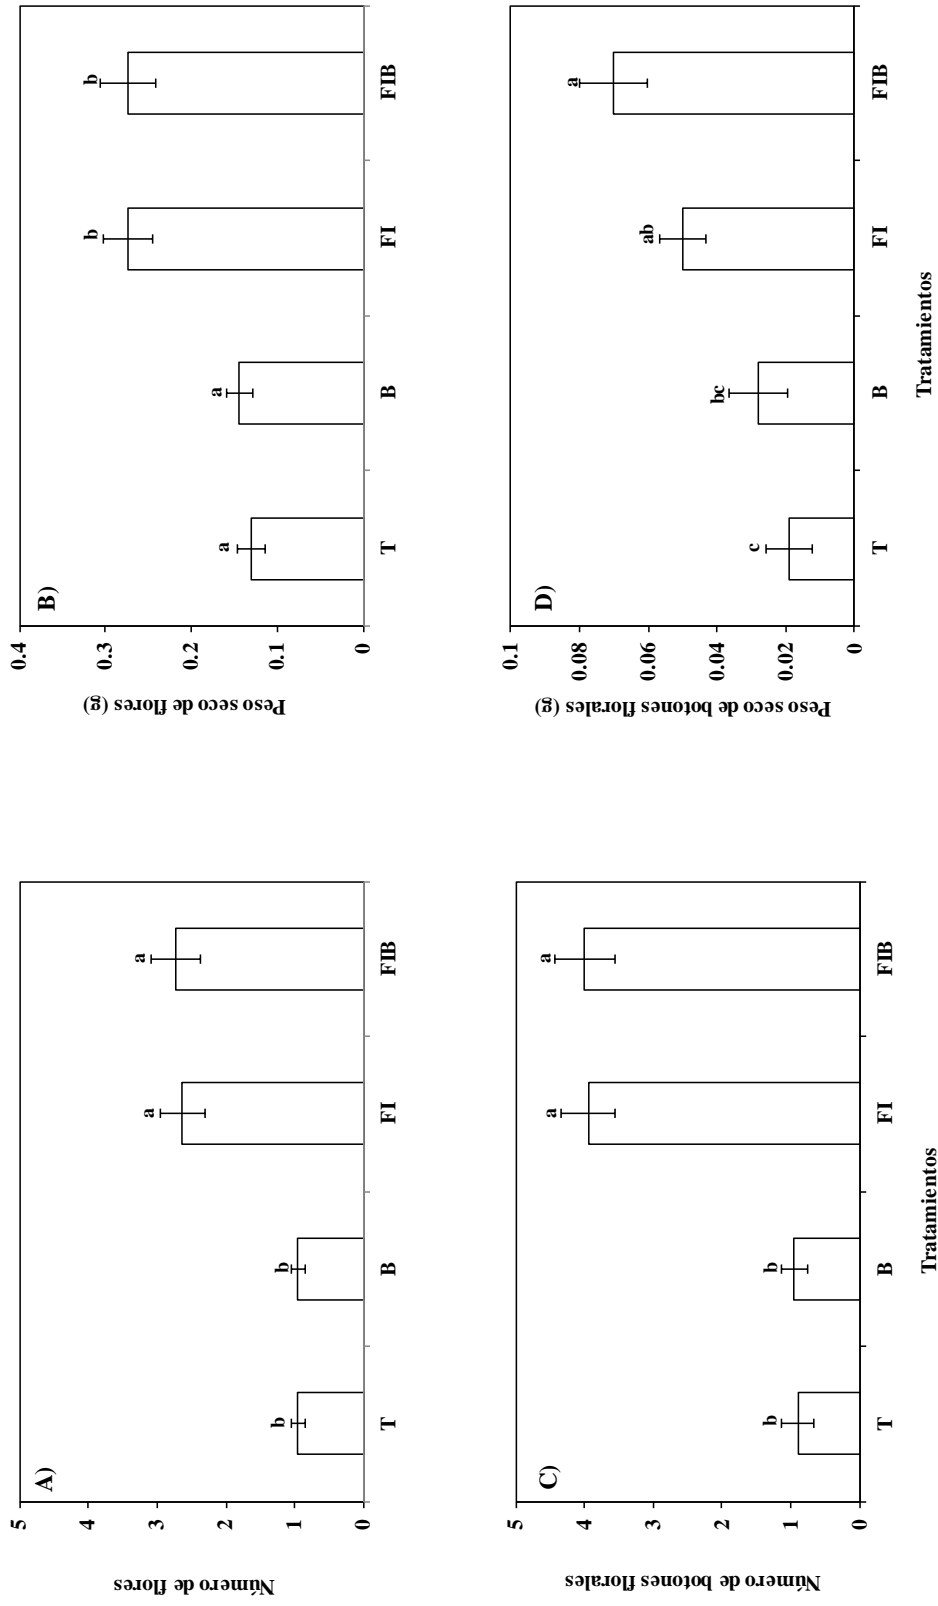 A)
Número de flores
5
4
3
2
1
0
b
b
a
a
T
B
FI
FIB
B)
Peso seco de flores (g)
0.4
0.3
0.2
0.1
0
a
a
b
b
T
B
FI
FIB
C)
Número de botones florales
5
4
3
2
1
0
b
b
a
a
T
B
FI
FIB
Tratamientos
D)
Peso seco de botones florales (g)
0.1
0.08
0.06
0.04
0.02
0
c
bc
ab
a
T
B
FI
FIB
Tratamientos